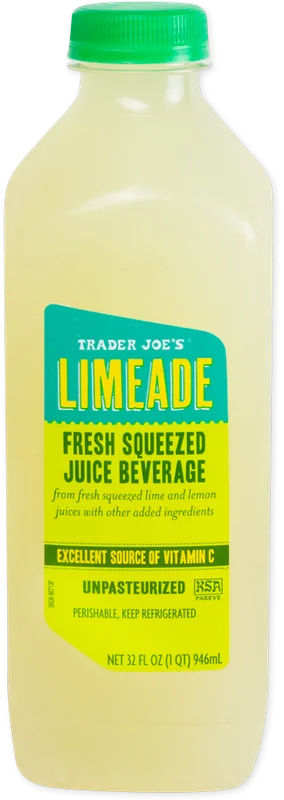 TRADER JOE'S
LIMEADE
FRESH SQUEEZED
JUICE BEVERAGE
from fresh squeezed lime and lemon
juices with other added ingredients
EXCELLENT SOURCE OF VITAMIN C
UNPASTEURIZED
KSA
PAREVE
PERISHABLE, KEEP REFRIGERATED
NET 32 FL OZ (1 QT) 946mL